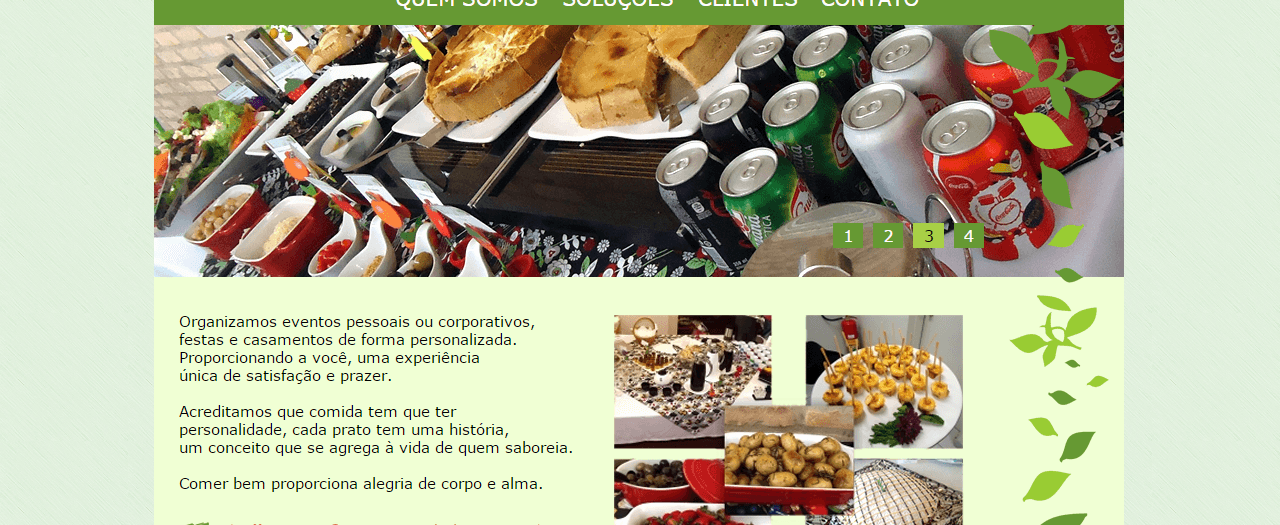 QUEM SOMOS SOLUÇÕES CLIENTES CONTATO
1 2 3 4
Organizamos eventos pessoais ou corporativos,
festas e casamentos de forma personalizada.
Proporcionando a você, uma experiência
única de satisfação e prazer.
Acreditamos que comida tem que ter
personalidade, cada prato tem uma história,
um conceito que se agrega à vida de quem saboreia.
Comer bem proporciona alegria de corpo e alma.